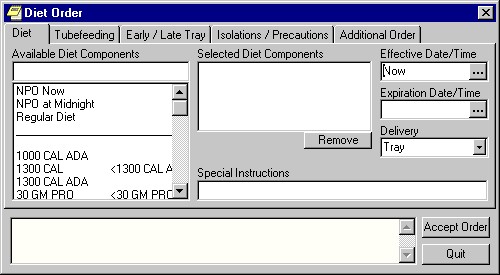 Diet Order
Diet Tubefeeding Early / Late Tray Isolations / Precautions Additional Order
Available Diet Components
NPO Now
NPO at Midnight
Regular Diet
1000 CAL ADA
1300 CAL <1300 CAL A
1300 CAL ADA
30 GM PRO <30 GM PRO
Selected Diet Components
Remove
Special Instructions
Effective Date/Time
Now
...
Expiration Date/Time
...
Delivery
Tray
Accept Order
Quit